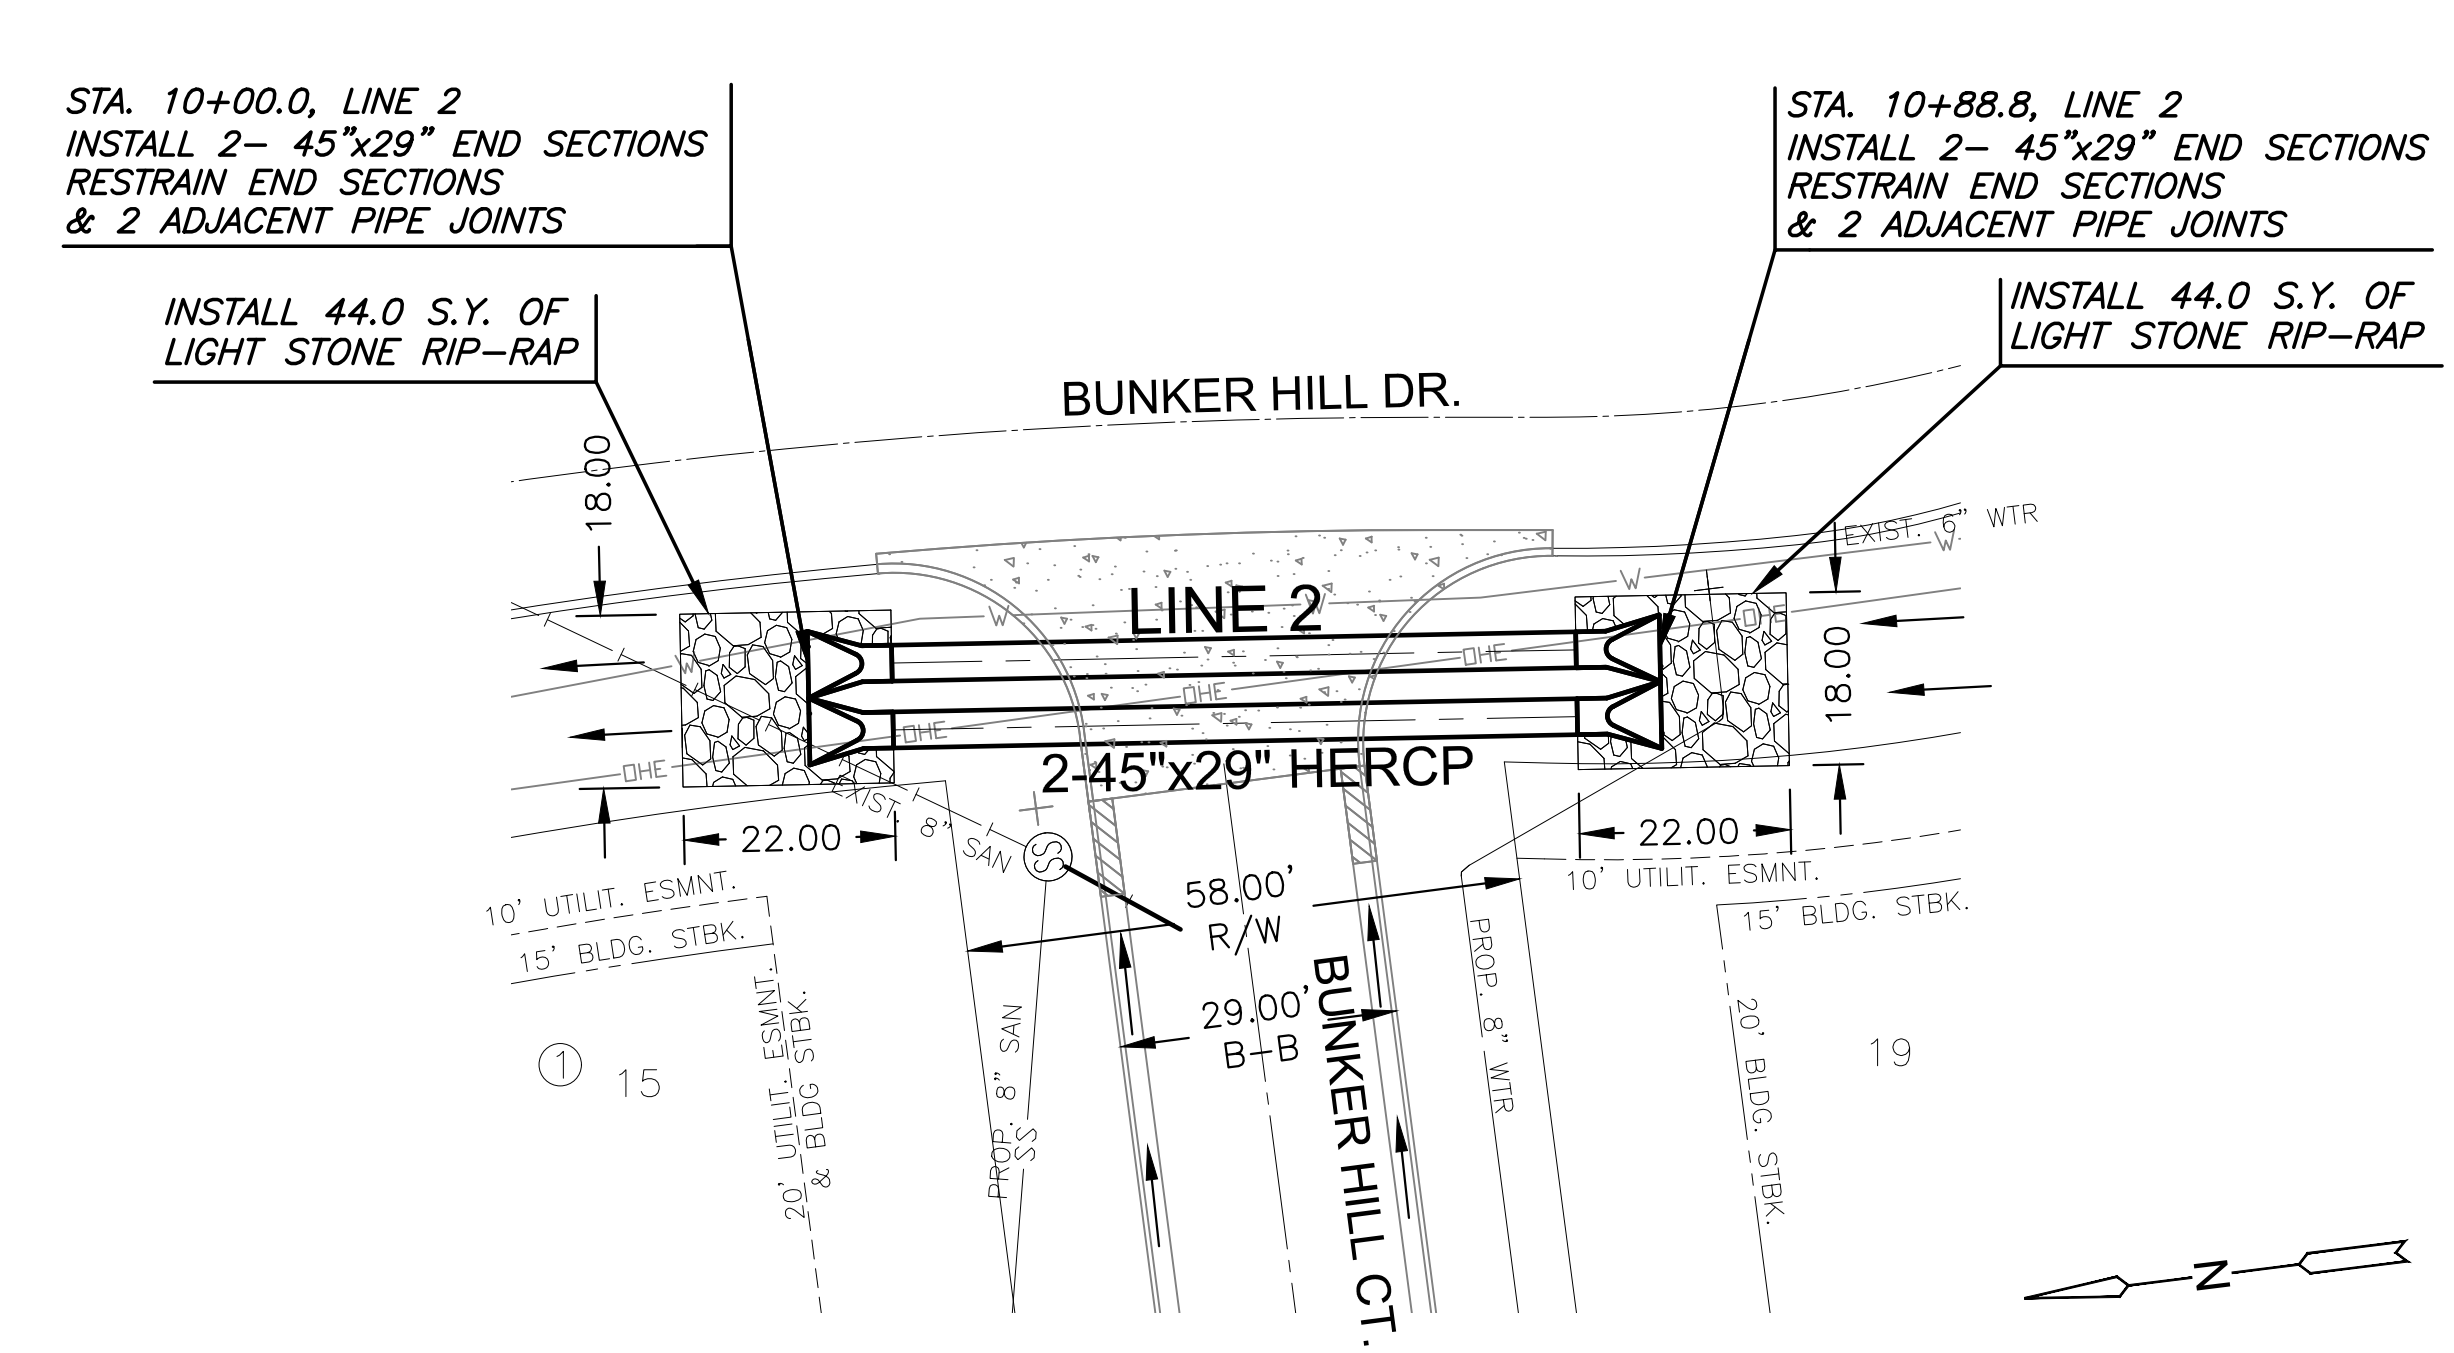 STA. 10+00.0, LINE 2
INSTALL 2- 45"x29" END SECTIONS
RESTRAIN END SECTIONS
& 2 ADJACENT PIPE JOINTS
INSTALL 44.0 S.Y. OF
LIGHT STONE RIP-RAP
STA. 10+88.8, LINE 2
INSTALL 2- 45"x29" END SECTIONS
RESTRAIN END SECTIONS
& 2 ADJACENT PIPE JOINTS
INSTALL 44.0 S.Y. OF
LIGHT STONE RIP-RAP
BUNKER HILL DR.
18.00
EXIST. 6" WTR
W
W
W
W
W
LINE 2
OHE
OHE
OHE
OHE
OHE
18.00
2-45"x29" HERCP
EXIST. 8" SAN
22.00
22.00
SS
58.00'
R/W
10' UTILIT. ESMNT.
15' BLDG. STBK.
10' UTILIT. ESMNT.
15' BLDG. STBK.
29.00'
B-B
BUNKER HILL CT.
PROP. 8" SAN
SS
PROP. 8" WTR
20' UTILIT. ESMNT.
& BLDG STBK.
20' BLDG. STBK.
1
15
19
N